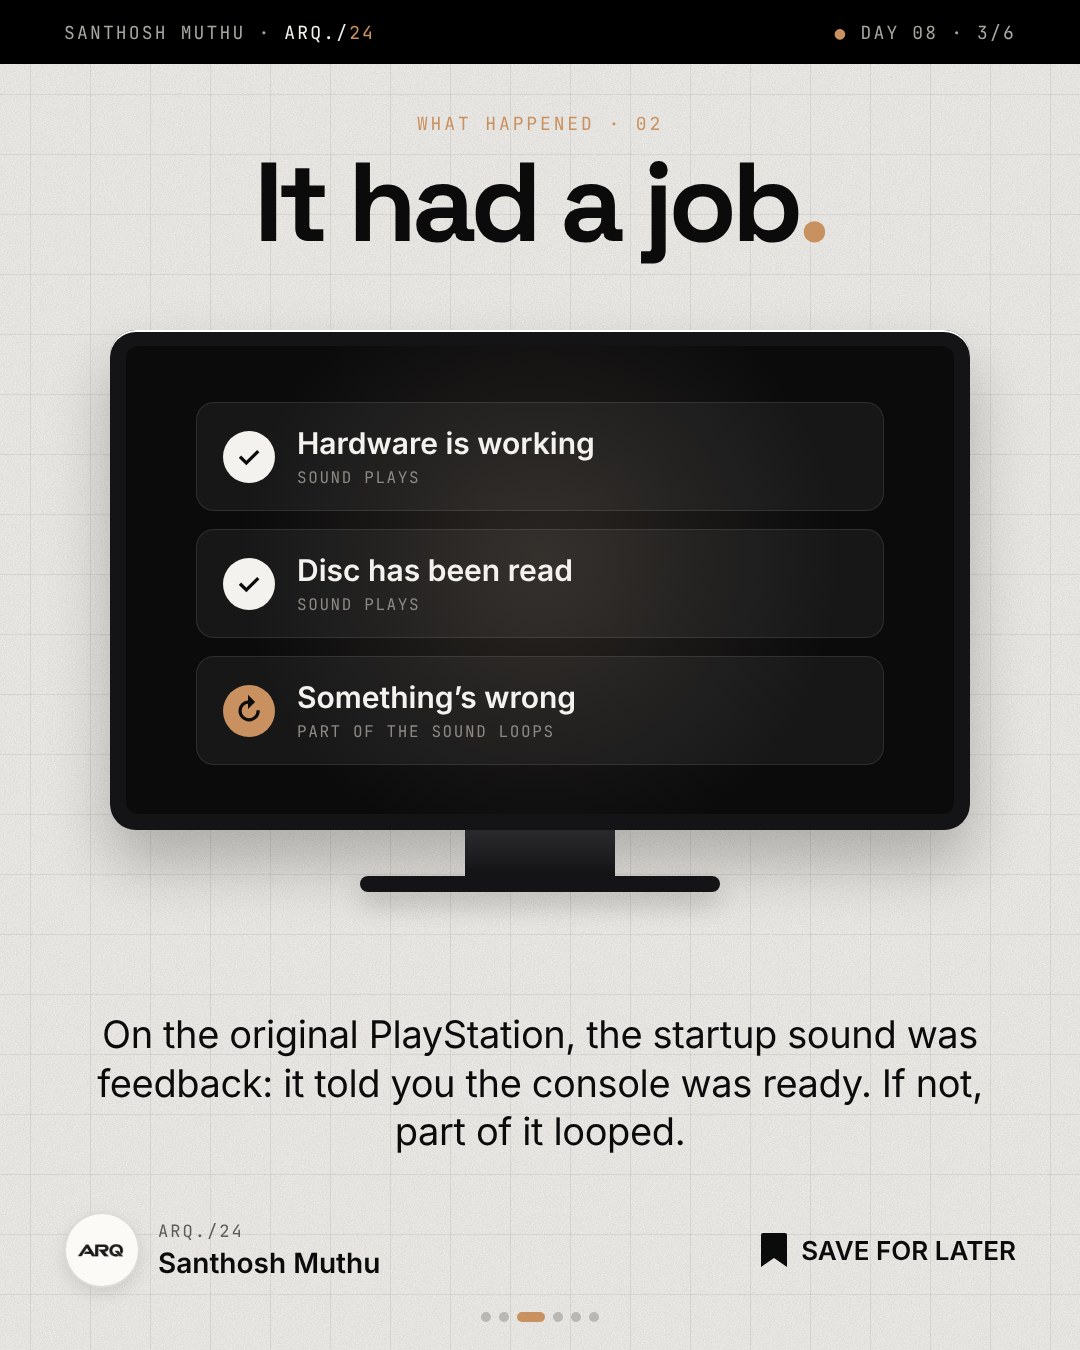 SANTHOSH MUTHU · ARQ./24
DAY 08 · 3/6
WHAT HAPPENED · 02
It had a job.
Hardware is working
SOUND PLAYS
Disc has been read
SOUND PLAYS
Something’s wrong
PART OF THE SOUND LOOPS
On the original PlayStation, the startup sound was
feedback: it told you the console was ready. If not,
part of it looped.
ARQ
ARQ./24
Santhosh Muthu
SAVE FOR LATER